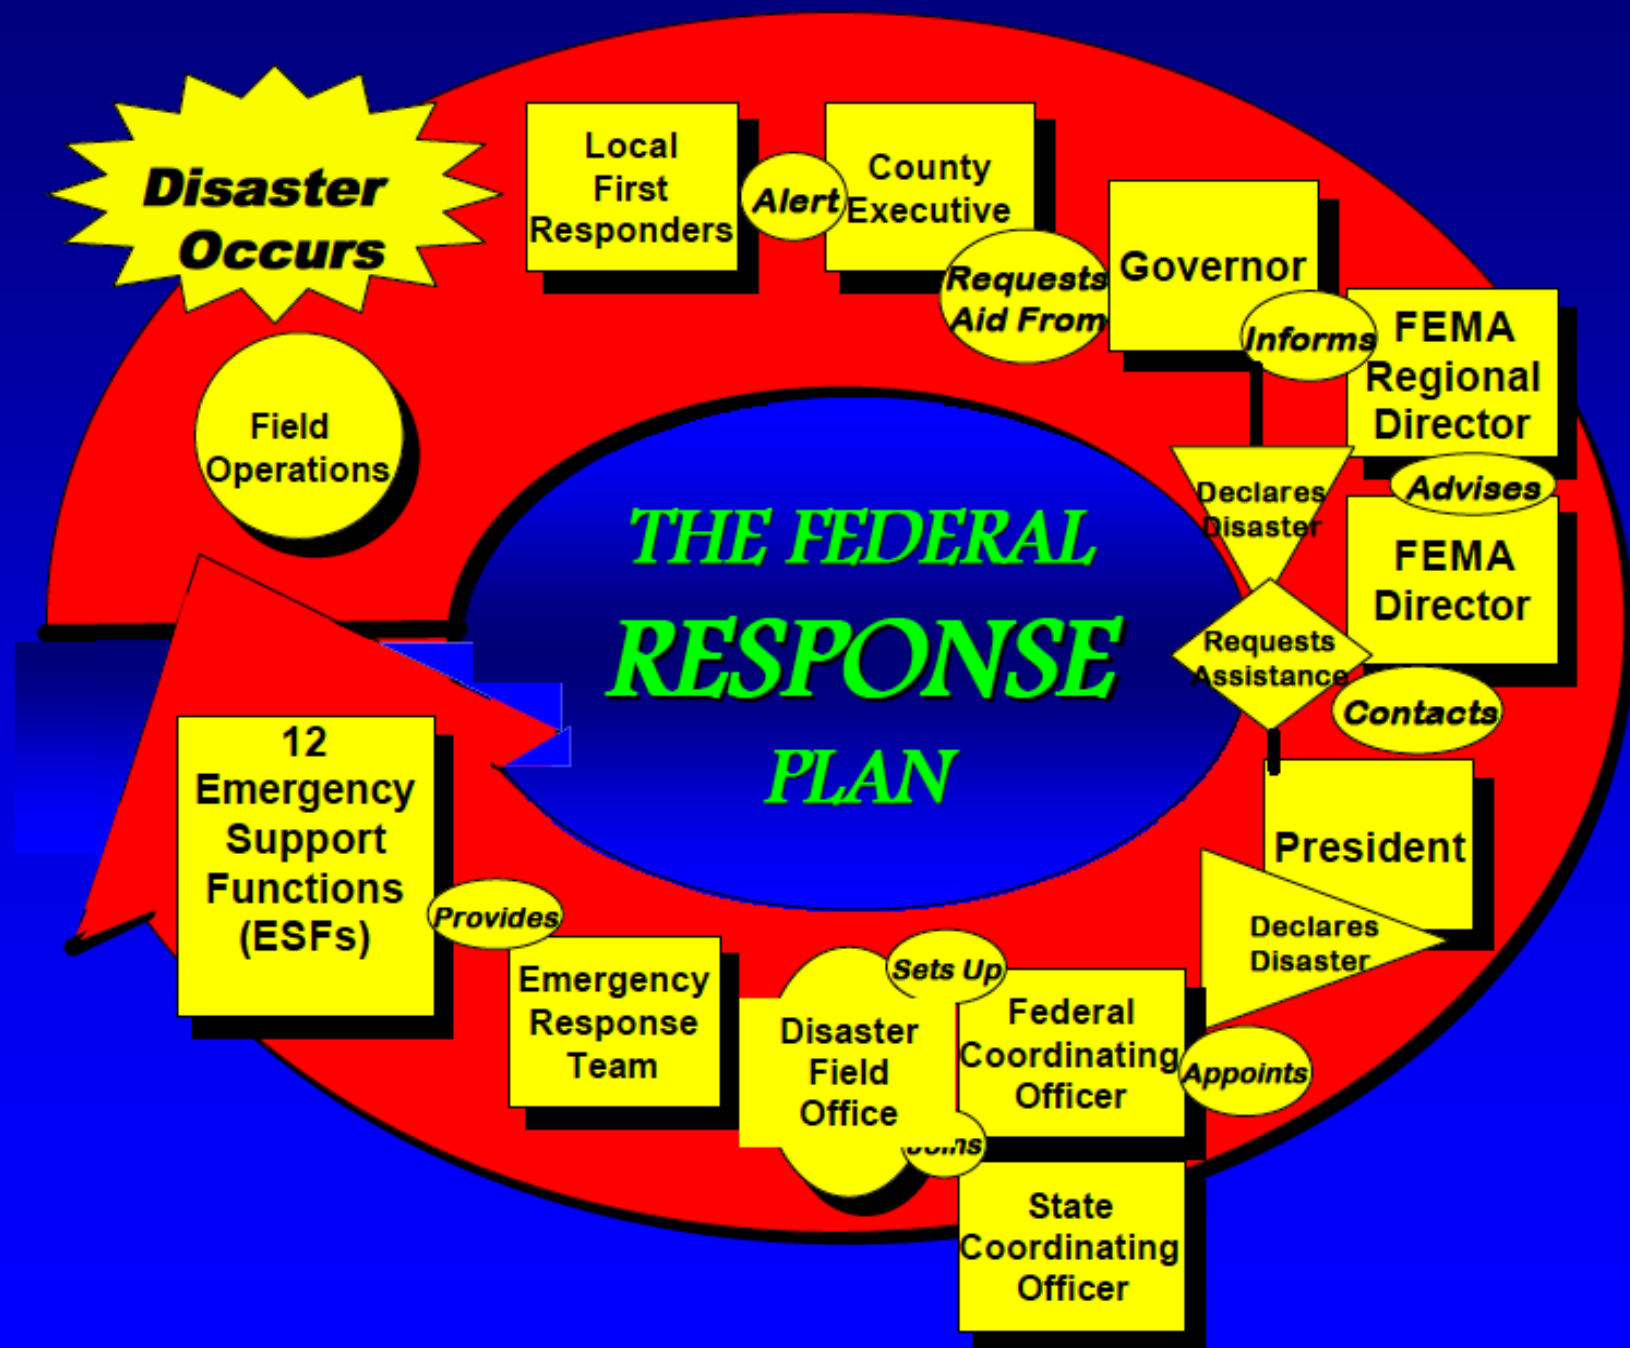 Disaster
Occurs
Local
First
Responders
Alert
County
Executive
Requests
Aid From
Governor
Informs
FEMA
Regional
Director
Advises
FEMA
Director
Declares
Disaster
Requests
Assistance
Contacts
President
Declares
Disaster
Appoints
Federal
Coordinating
Officer
Sets Up
Disaster
Field
Office
State
Coordinating
Officer
Emergency
Response
Team
Provides
12
Emergency
Support
Functions
(ESFs)
Field
Operations
THE FEDERAL
RESPONSE
PLAN